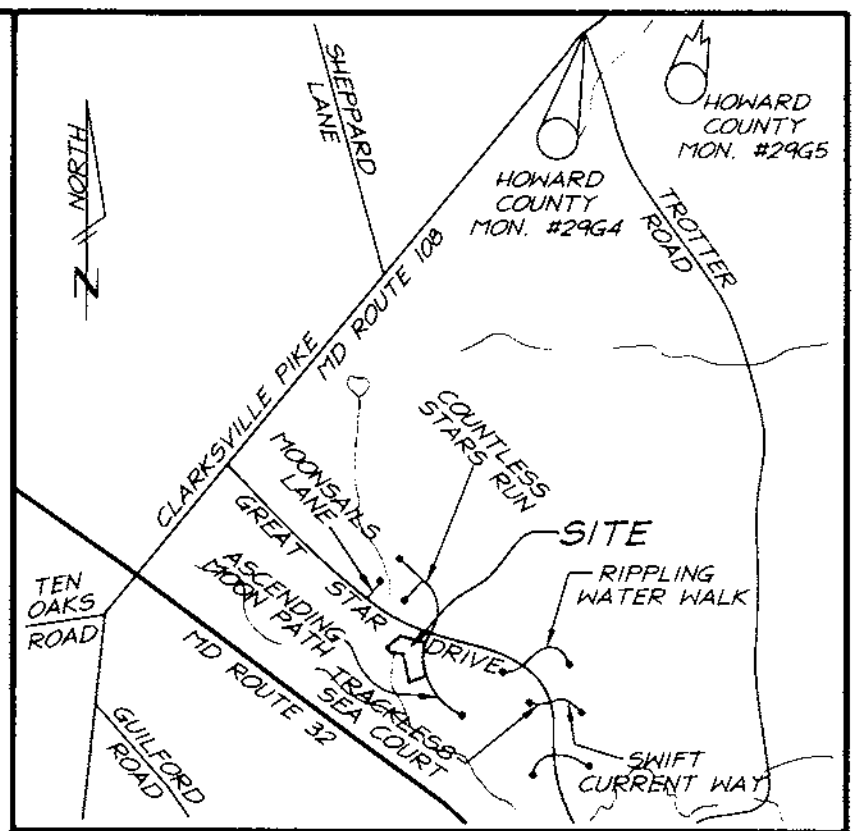 SHEPPARD
LANE
HOWARD
COUNTY
MON. #29G5
NORTH
HOWARD
COUNTY
MON. #29G4
TROTTER
ROAD
CLARKSVILLE PIKE
MD ROUTE 108
COUNTLESS
STARS RUN
MOONSAILS
LANE
GREAT STAR DRIVE
SITE
ASCENDING
MOON PATH
RIPPLING
WATER WALK
TEN
OAKS
ROAD
MD ROUTE 32
TRACKLESS
SEA COURT
GUILFORD
ROAD
SWIFT
CURRENT WAY